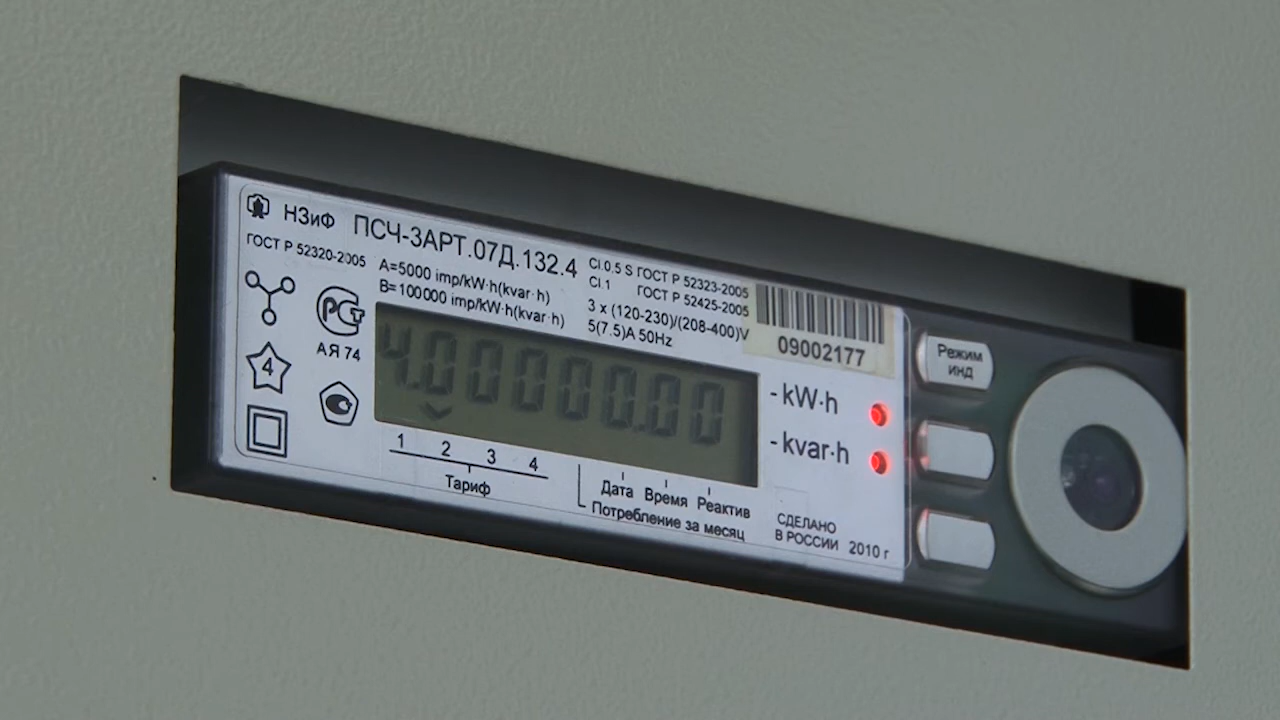 НЗиФ ПСЧ-3АРТ.07Д.132.4
ГОСТ Р 52320-2005
A=5000 imp/kW·h(kvar·h)
B=100000 imp/kW·h(kvar·h)
Cl.0.5 S ГОСТ Р 52323-2005
Cl.1 ГОСТ Р 52425-2005
3 x (120-230)/(208-400)V
5(7.5)A 50Hz
09002177
РСТ
АЯ 74
4
4.00000.00
- kW·h
- kvar·h
1 2 3 4
Тариф
Дата Время Реактив
Потребление за месяц
СДЕЛАНО
В РОССИИ 2010 г
Режим
инд